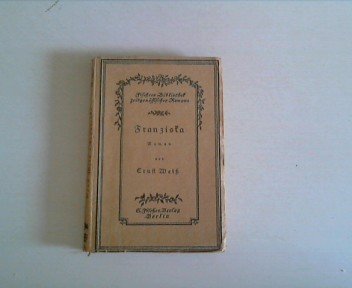 Fischers Bibliothek
zeitgenössischer Romane
Franziska
Roman
von
Ernst Weiß
S. Fischer Verlag
Berlin